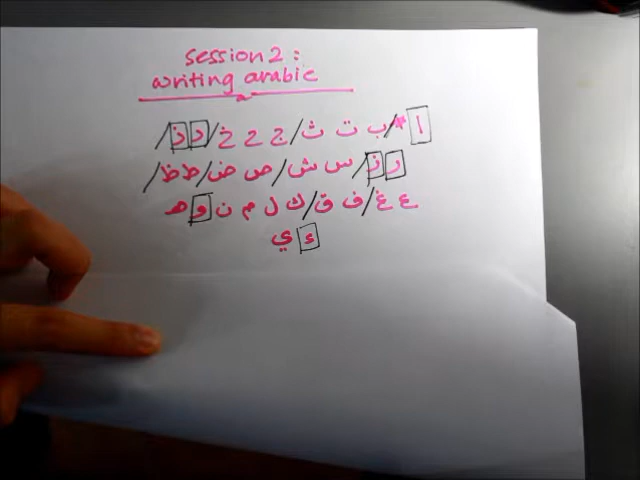 session 2 :
writing arabic
ا * / ب ت ث / ج ح خ / د ذ /
ر ز / س ش / ص ض / ط ظ /
ع غ / ف ق / ك ل م ن و ه
ء ي